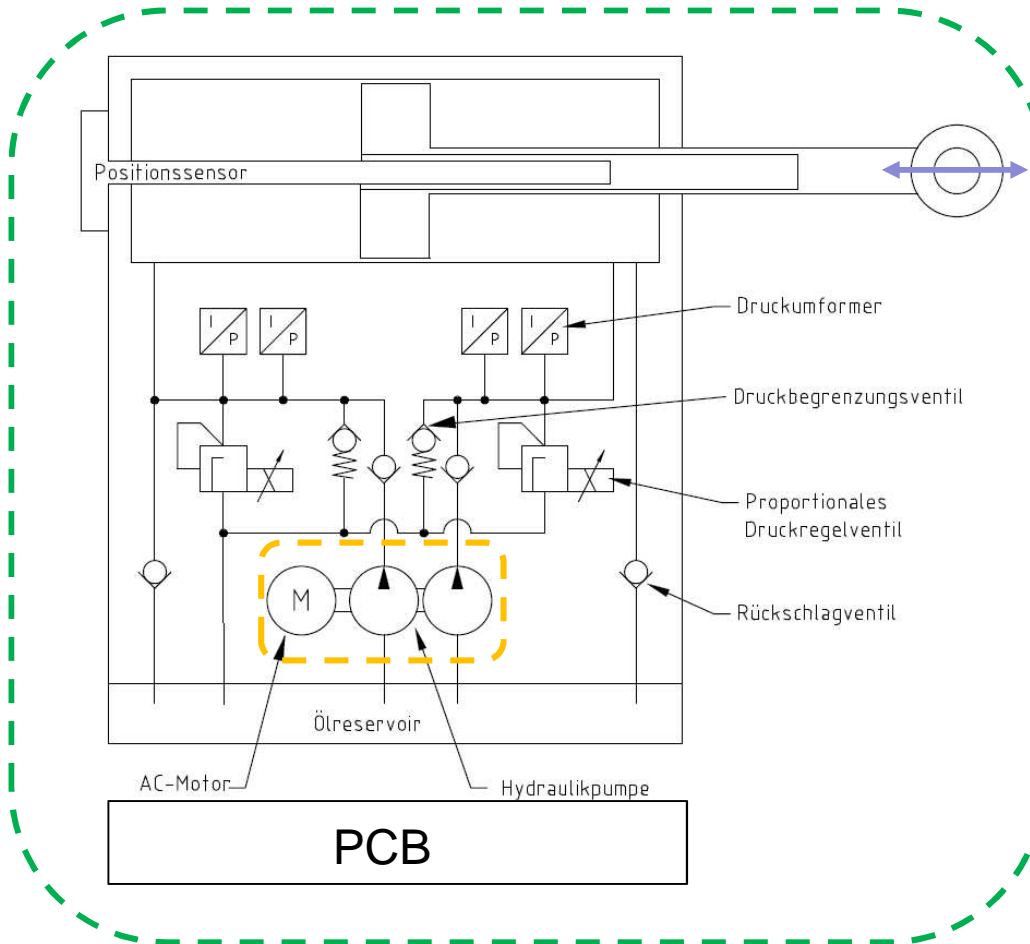 Positionssensor
I
P
I
P
I
P
I
P
Druckumformer
Druckbegrenzungsventil
Proportionales
Druckregelventil
M
Rückschlagventil
Ölreservoir
AC-Motor
Hydraulikpumpe
PCB